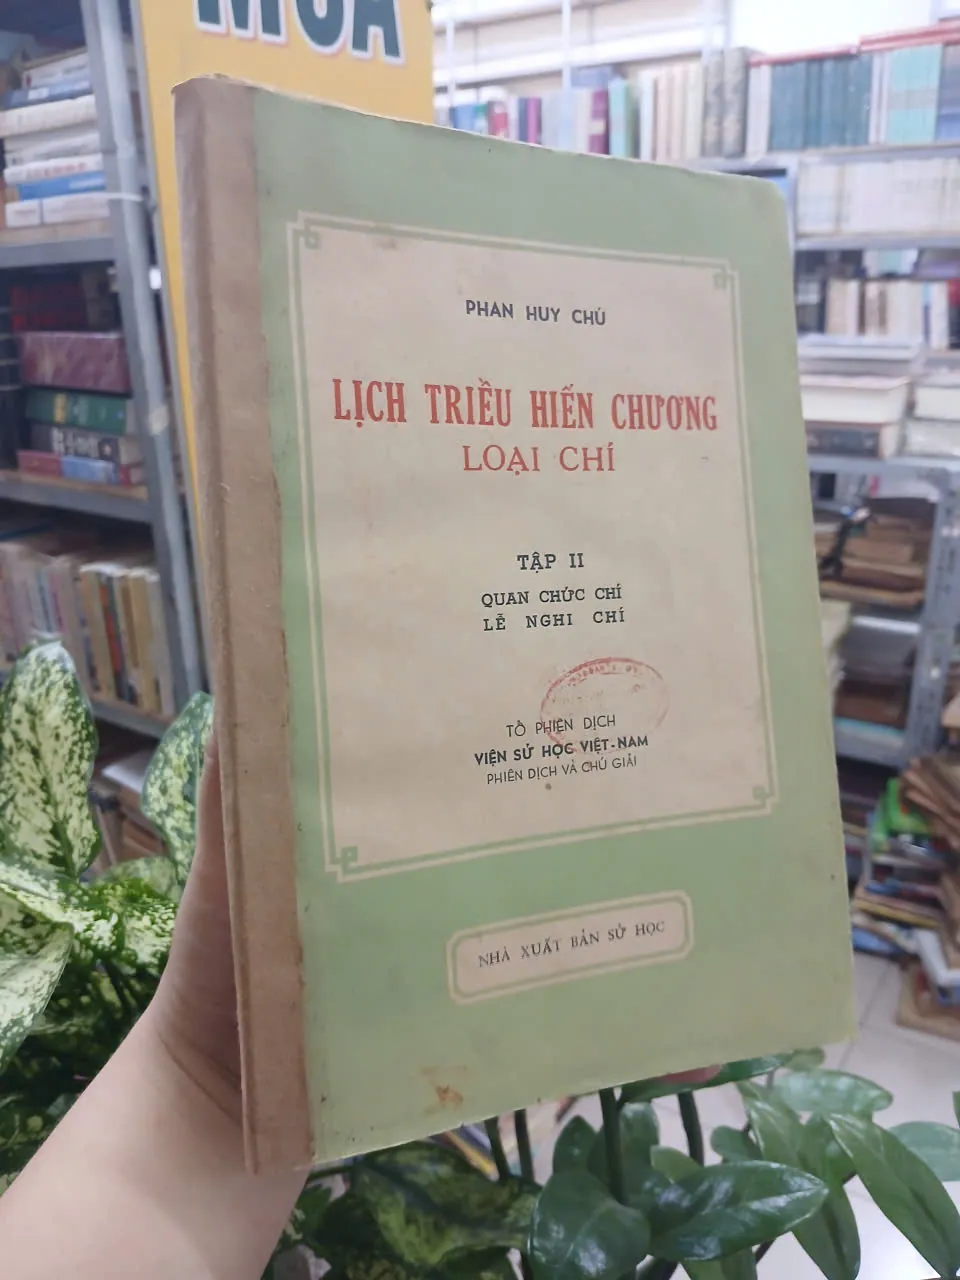 MUA
PHAN HUY CHÚ
LỊCH TRIỀU HIẾN CHƯƠNG
LOẠI CHÍ
TẬP II
QUAN CHỨC CHÍ
LỄ NGHI CHÍ
TỔ PHIÊN DỊCH
VIỆN SỬ HỌC VIỆT-NAM
PHIÊN DỊCH VÀ CHÚ GIẢI
NHÀ XUẤT BẢN SỬ HỌC